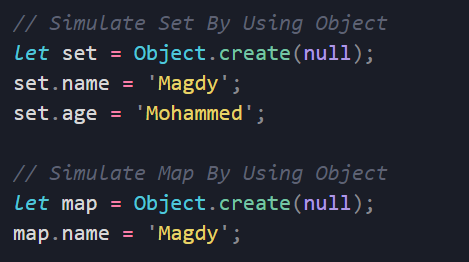 // Simulate Set By Using Object
let set = Object.create(null);
set.name = 'Magdy';
set.age = 'Mohammed';
// Simulate Map By Using Object
let map = Object.create(null);
map.name = 'Magdy';